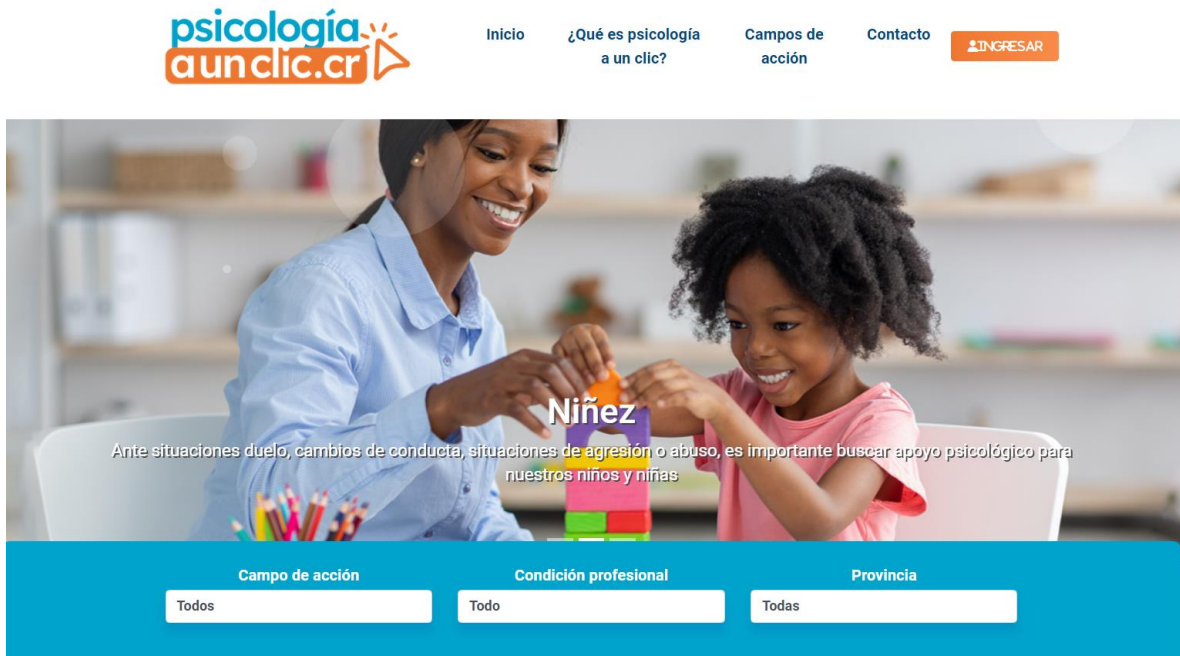 psicología
a un clic.cr
Inicio
¿Qué es psicología
a un clic?
Campos de
acción
Contacto
INGRESAR
Niñez
Ante situaciones duelo, cambios de conducta, situaciones de agresión o abuso, es importante buscar apoyo psicológico para
nuestros niños y niñas
Campo de acción
Condición profesional
Provincia
Todos
Todo
Todas